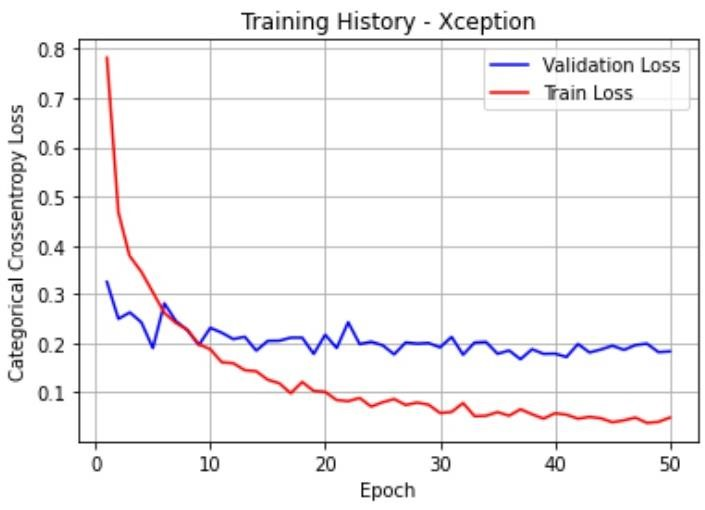 Training History - Xception
Validation Loss
Train Loss
Categorical Crossentropy Loss
0.8
0.7
0.6
0.5
0.4
0.3
0.2
0.1
0 10 20 30 40 50
Epoch